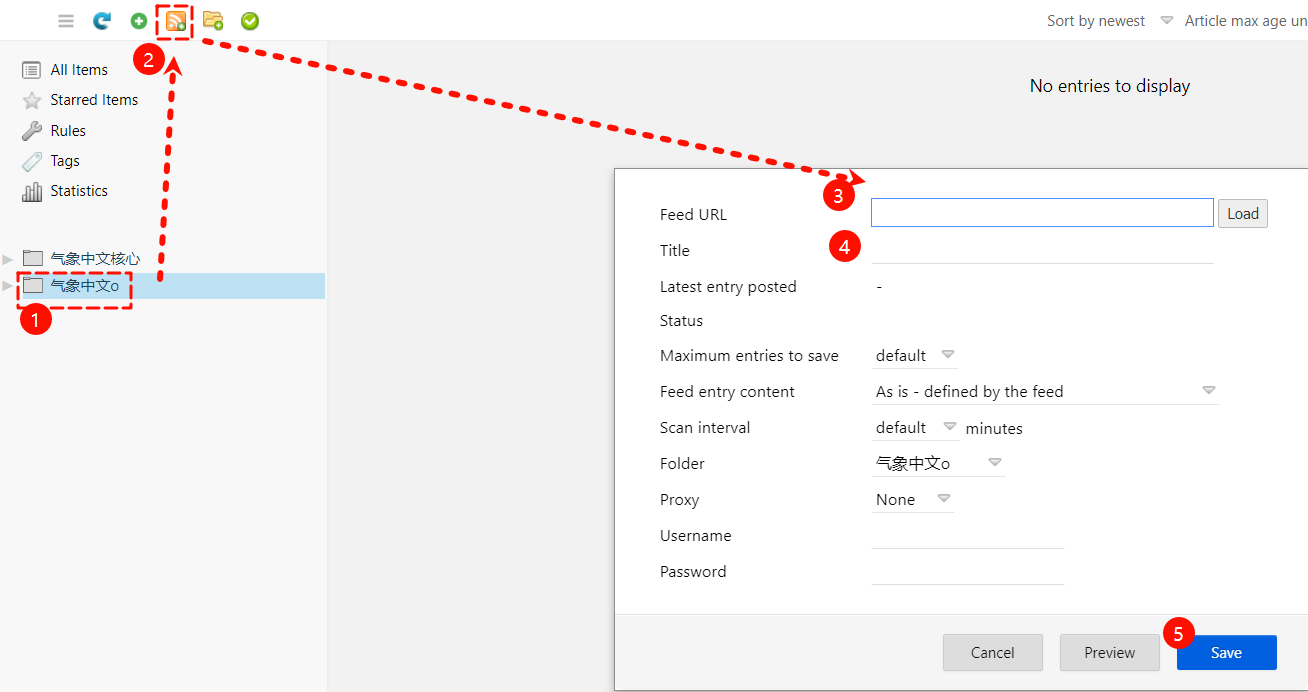 Sort by newest Article max age un
2
All Items
Starred Items
Rules
Tags
Statistics
气象中文核心
气象中文o
1
No entries to display
3
Feed URL Load
4
Title
Latest entry posted -
Status
Maximum entries to save default
Feed entry content As is - defined by the feed
Scan interval default minutes
Folder 气象中文o
Proxy None
Username
Password
5
Cancel Preview Save